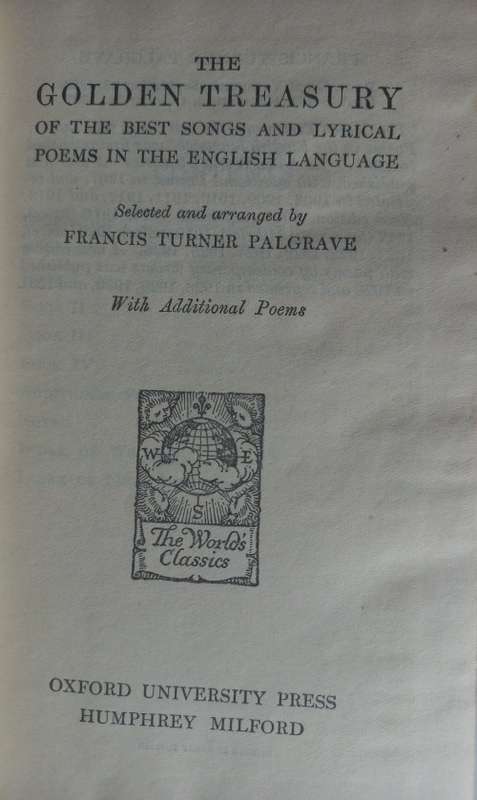 THE
GOLDEN TREASURY
OF THE BEST SONGS AND LYRICAL
POEMS IN THE ENGLISH LANGUAGE
Selected and arranged by
FRANCIS TURNER PALGRAVE
With Additional Poems
W E
S
The World's
Classics
OXFORD UNIVERSITY PRESS
HUMPHREY MILFORD